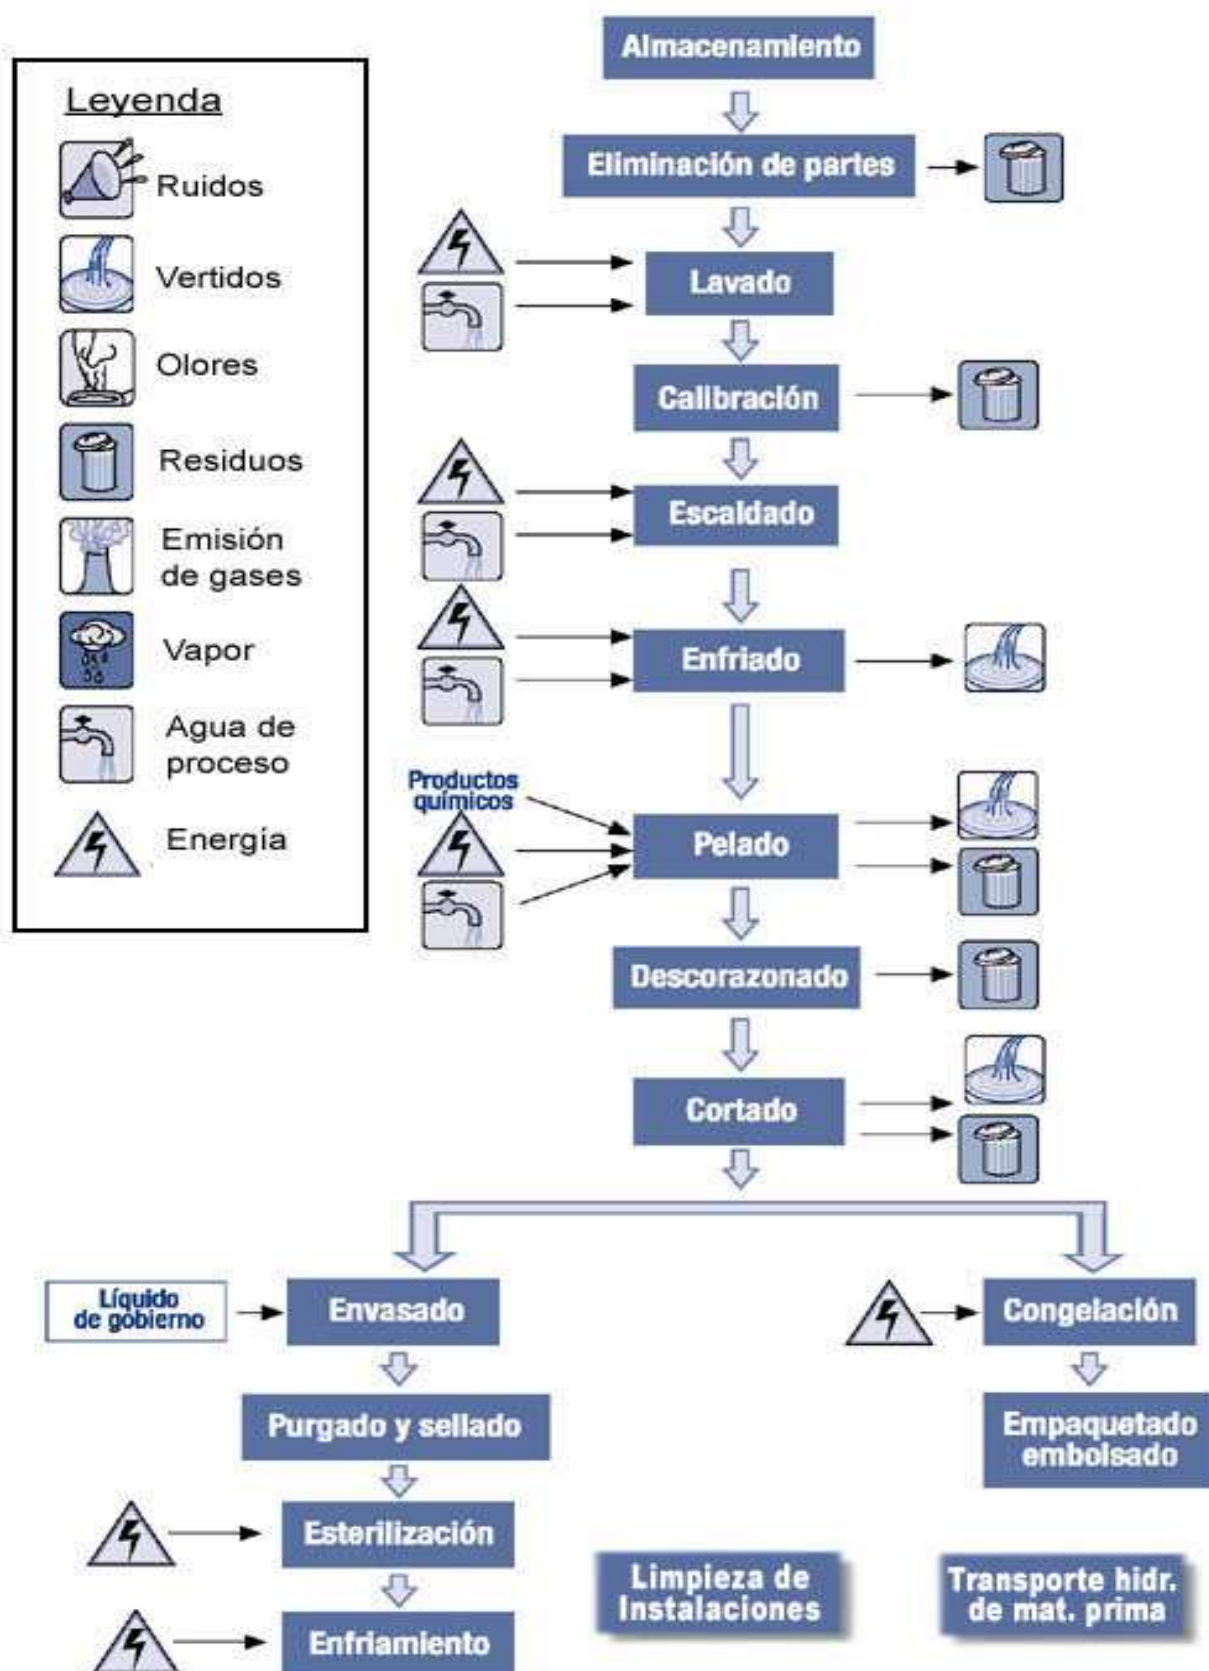 Leyenda
Ruidos
Vertidos
Olores
Residuos
Emisión
de gases
Vapor
Agua de
proceso
Energía
Almacenamiento
Eliminación de partes
Lavado
Calibración
Escaldado
Enfriado
Productos
químicos
Pelado
Descorazonado
Cortado
Líquido
de gobierno
Envasado
Purgado y sellado
Esterilización
Enfriamiento
Congelación
Empaquetado
embolsado
Limpieza de
Instalaciones
Transporte hidr.
de mat. prima